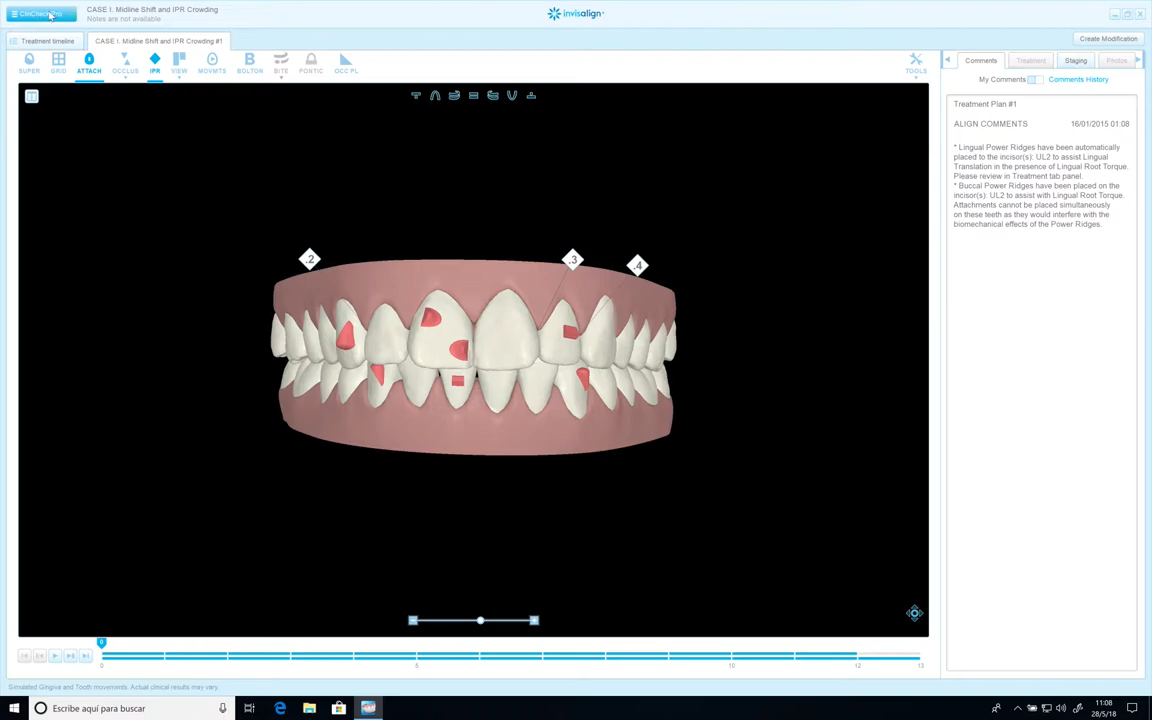 ClinCheck Pro
CASE I. Midline Shift and IPR Crowding
Notes are not available
invisalign
Treatment timeline
CASE I. Midline Shift and IPR Crowding #1
Create Modification
SUPER
GRID
ATTACH
OCCLUS
IPR
VIEW
MOVMTS
BOLTON
BITE
PONTIC
OCC PL
TOOLS
Comments
Treatment
Staging
Photos
My Comments
Comments History
Treatment Plan #1
ALIGN COMMENTS 16/01/2015 01:08
* Lingual Power Ridges have been automatically
placed to the incisor(s): UL2 to assist Lingual
Translation in the presence of Lingual Root Torque.
Please review in Treatment tab panel.
* Buccal Power Ridges have been placed on the
incisor(s): UL2 to assist with Lingual Root Torque.
Attachments cannot be placed simultaneously
on these teeth as they would interfere with the
biomechanical effects of the Power Ridges.
.2
.3
.4
0
0 5 10 12 13
Simulated Gingiva and Tooth movements. Actual clinical results may vary.
Escribe aquí para buscar
11:08
28/5/18